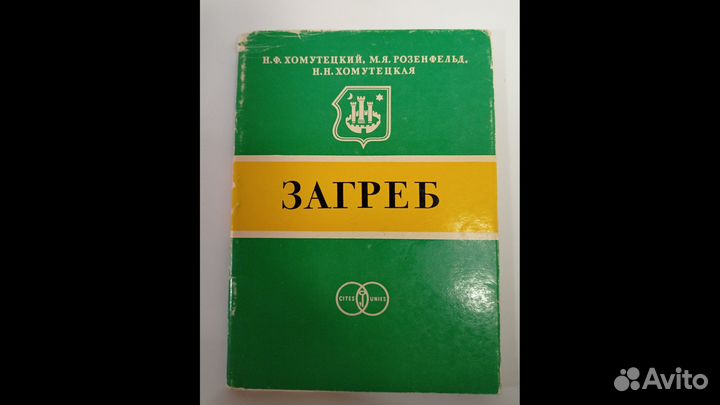 Н.Ф. ХОМУТЕЦКИЙ, М.Я. РОЗЕНФЕЛЬД,
Н.Н. ХОМУТЕЦКАЯ
ЗАГРЕБ
CITES UNIES
Avito